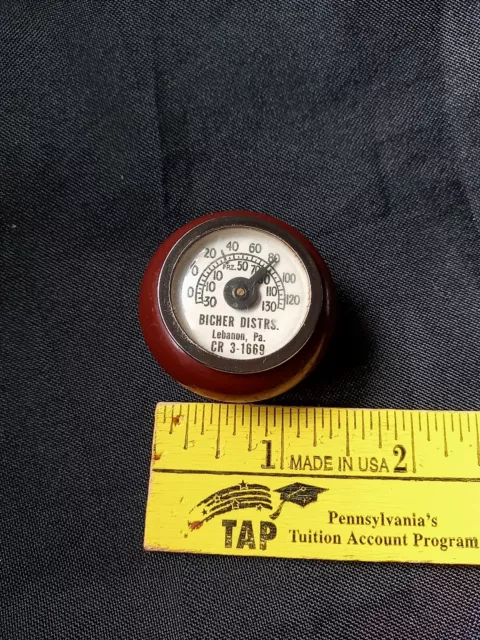 40 60
20 80
0 FRZ. 50 70 100
10
0 10 110
30 130 120
BICHER DISTRS.
Lebanon, Pa.
CR 3-1669
1 MADE IN USA 2
TAP
Pennsylvania's
Tuition Account Program